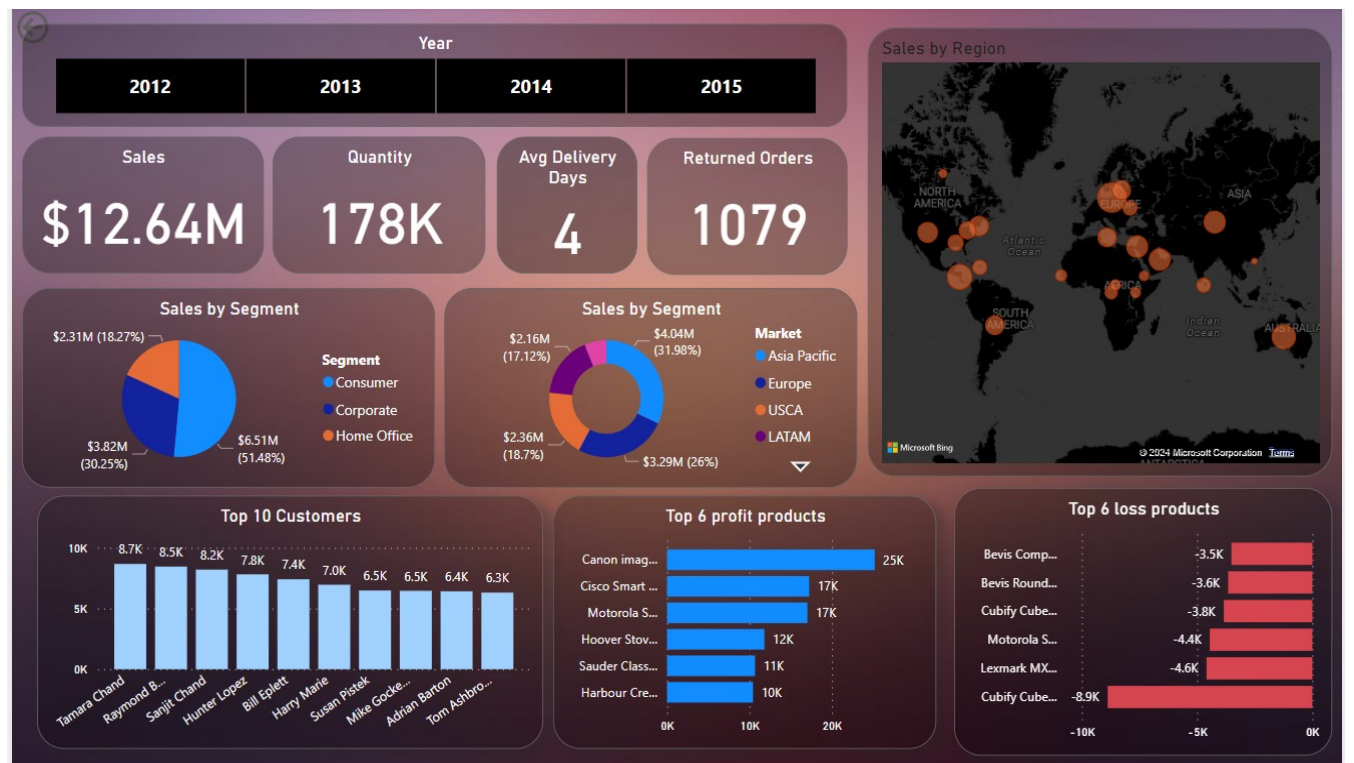 Year
2012
2013
2014
2015
Sales
$12.64M
Quantity
178K
Avg Delivery
Days
4
Returned Orders
1079
Sales by Region
NORTH
AMERICA
EUROPE
ASIA
Atlantic
Ocean
AFRICA
SOUTH
AMERICA
Indian
Ocean
AUSTRALIA
Microsoft Bing
© 2024 Microsoft Corporation Terms
ANTARCTICA
Sales by Segment
$2.31M (18.27%)
$3.82M
(30.25%)
$6.51M
(51.48%)
Segment
Consumer
Corporate
Home Office
Sales by Segment
$2.16M
(17.12%)
$4.04M
(31.98%)
$2.36M
(18.7%)
$3.29M (26%)
Market
Asia Pacific
Europe
USCA
LATAM
Top 10 Customers
10K
5K
0K
8.7K
8.5K
8.2K
7.8K
7.4K
7.0K
6.5K
6.5K
6.4K
6.3K
Tamara Chand
Raymond B...
Sanjit Chand
Hunter Lopez
Bill Eplett
Harry Marie
Susan Pistek
Mike Gocke...
Adrian Barton
Tom Ashbro...
Top 6 profit products
Canon imag... 25K
Cisco Smart ... 17K
Motorola S... 17K
Hoover Stov... 12K
Sauder Class... 11K
Harbour Cre... 10K
0K 10K 20K
Top 6 loss products
Bevis Comp... -3.5K
Bevis Round... -3.6K
Cubify Cube... -3.8K
Motorola S... -4.4K
Lexmark MX... -4.6K
Cubify Cube... -8.9K
-10K -5K 0K